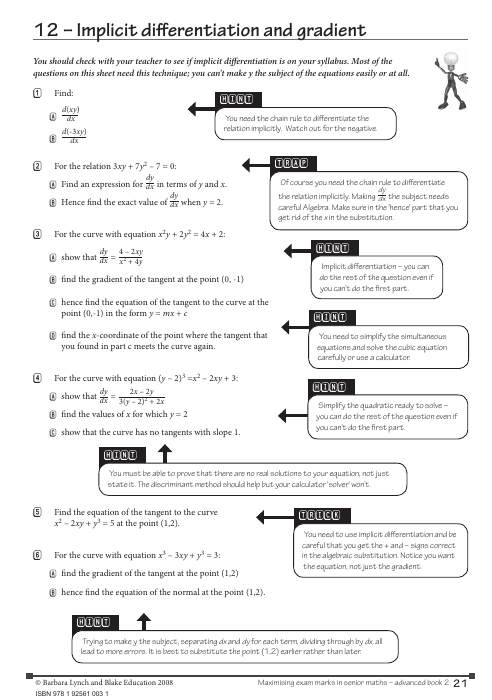 12 – Implicit differentiation and gradient
You should check with your teacher to see if implicit differentiation is on your syllabus. Most of the
questions on this sheet need this technique; you can't make y the subject of the equations easily or at all.
1 Find:
A d(xy)/dx
B d(-3xy)/dx
HINT
You need the chain rule to differentiate the
relation implicitly. Watch out for the negative.
2 For the relation 3xy + 7y² – 7 = 0:
A Find an expression for dy/dx in terms of y and x.
B Hence find the exact value of dy/dx when y = 2.
TRAP
Of course you need the chain rule to differentiate
the relation implicitly. Making dy/dx the subject needs
careful Algebra. Make sure in the 'hence' part that you
get rid of the x in the substitution.
3 For the curve with equation x²y + 2y² = 4x + 2:
A show that dy/dx = (4 – 2xy)/(x² + 4y)
B find the gradient of the tangent at the point (0, -1)
C hence find the equation of the tangent to the curve at the
point (0,-1) in the form y = mx + c
D find the x-coordinate of the point where the tangent that
you found in part c meets the curve again.
HINT
Implicit differentiation – you can
do the rest of the question even if
you can't do the first part.
HINT
You need to simplify the simultaneous
equations and solve the cubic equation
carefully or use a calculator.
4 For the curve with equation (y – 2)³ =x² – 2xy + 3:
A show that dy/dx = (2x – 2y)/(3(y – 2)² + 2x)
B find the values of x for which y = 2
C show that the curve has no tangents with slope 1.
HINT
Simplify the quadratic ready to solve –
you can do the rest of the question even if
you can't do the first part.
HINT
You must be able to prove that there are no real solutions to your equation, not just
state it. The discriminant method should help but your calculator 'solver' won't.
5 Find the equation of the tangent to the curve
x² – 2xy + y³ = 5 at the point (1,2).
TRICK
You need to use implicit differentiation and be
careful that you get the + and – signs correct
in the algebraic substitution. Notice you want
the equation, not just the gradient.
6 For the curve with equation x³ – 3xy + y³ = 3:
A find the gradient of the tangent at the point (1,2)
B hence find the equation of the normal at the point (1,2).
HINT
Trying to make y the subject, separating dx and dy for each term, dividing through by dx, all
lead to more errors. It is best to substitute the point (1,2) earlier rather than later.
© Barbara Lynch and Blake Education 2008
Maximising exam marks in senior maths – advanced book 2 21
ISBN 978 1 92561 003 1